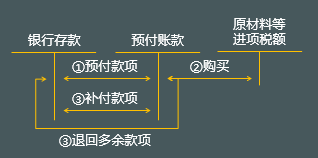 原材料等
进项税额
银行存款
预付账款
①预付款项
②购买
③补付款项
③退回多余款项